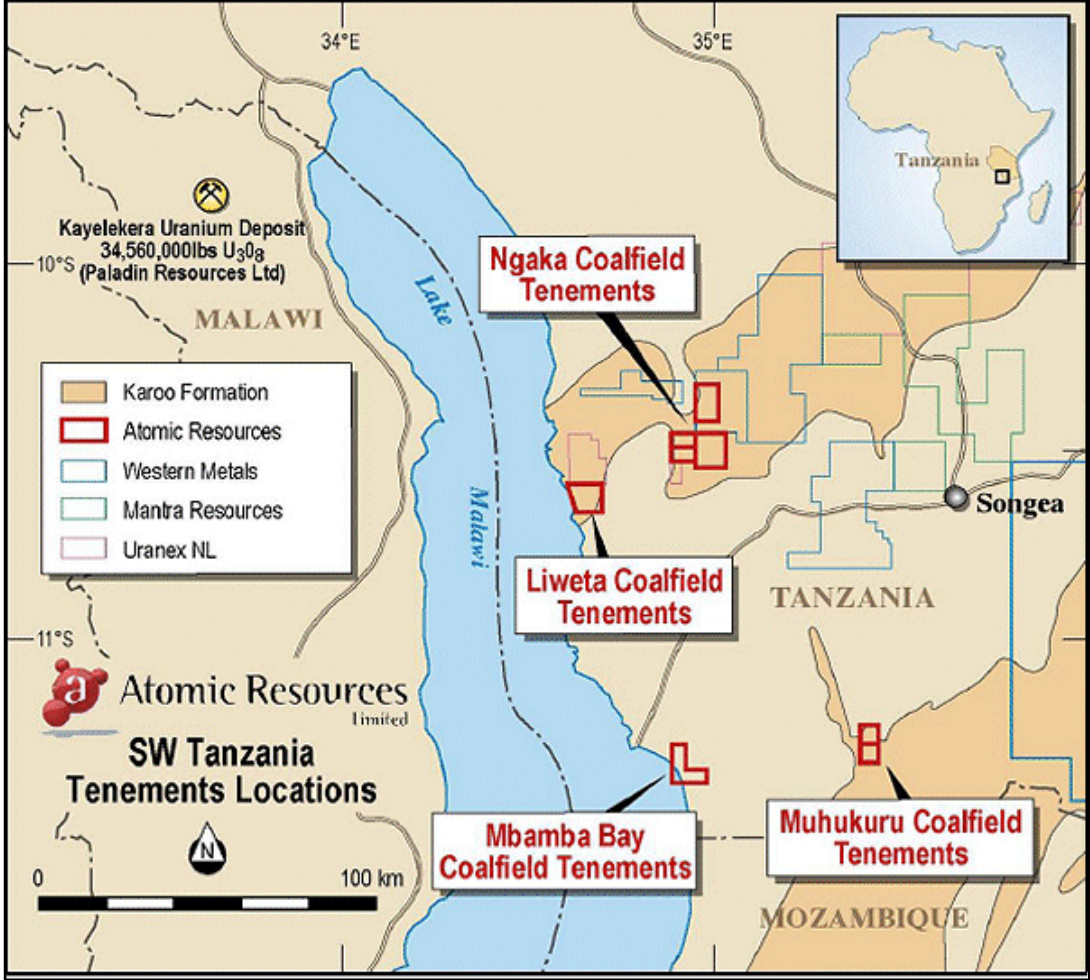 34°E
35°E
Tanzania
Kayelekera Uranium Deposit
34,560,000lbs U₃0₈
(Paladin Resources Ltd)
10°S
MALAWI
Lake
Malawi
Ngaka Coalfield
Tenements
Karoo Formation
Atomic Resources
Western Metals
Mantra Resources
Uranex NL
Songea
Liweta Coalfield
Tenements
TANZANIA
11°S
a
Atomic Resources
Limited
SW Tanzania
Tenements Locations
N
0
100 km
Mbamba Bay
Coalfield Tenements
Muhukuru Coalfield
Tenements
MOZAMBIQUE